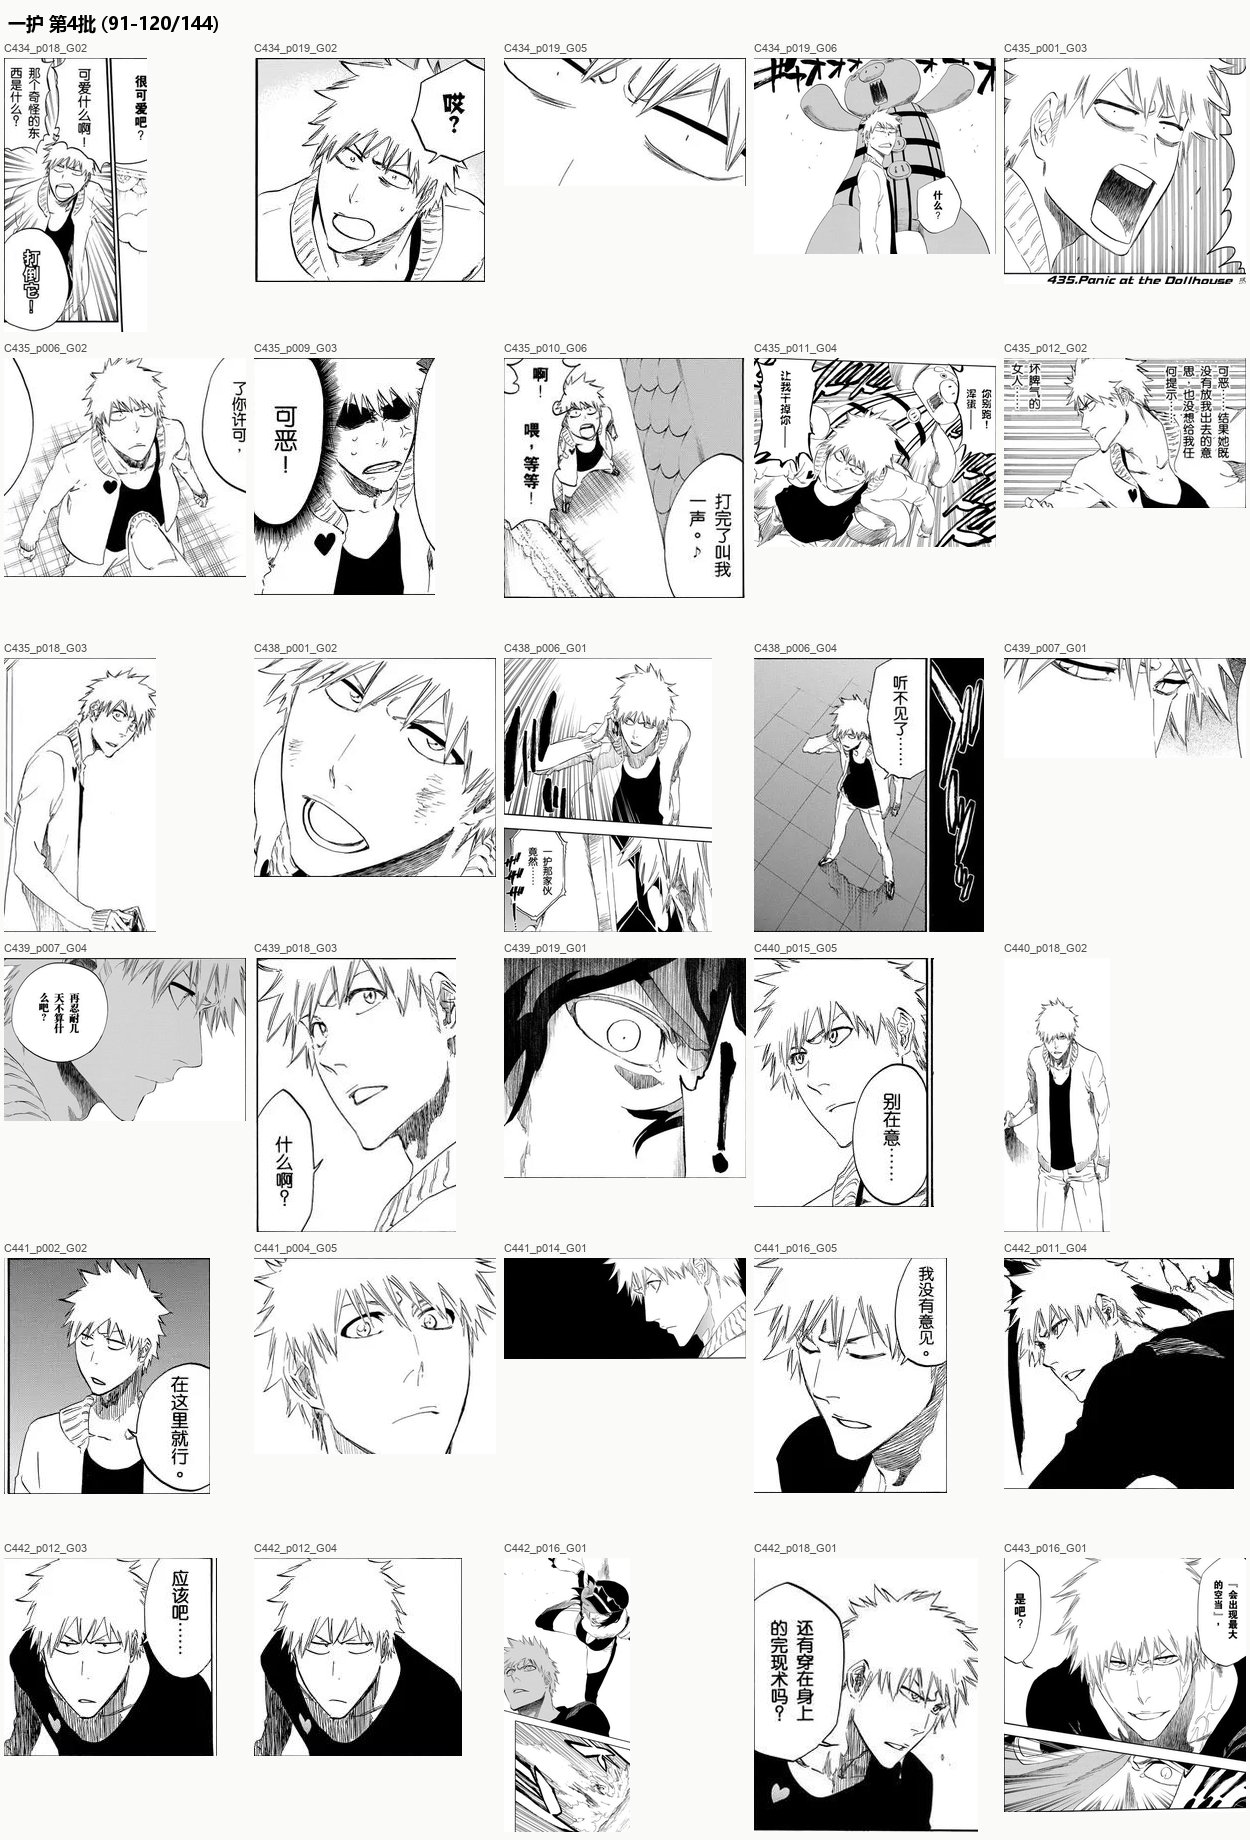 一护 第4批 (91-120/144)
C434_p018_G02
很可爱吧？
可爱什么啊！
那个奇怪的东
西是什么？
打倒它！
C434_p019_G02
哎？
C434_p019_G05
C434_p019_G06
什么？
C435_p001_G03
435.Panic at the Dollhouse
C435_p006_G02
了你许可，
C435_p009_G03
可恶！
C435_p010_G06
啊！
喂，等等！
打完了叫我
一声。♪
C435_p011_G04
你别跑！
浑蛋——
让我干掉你——
C435_p012_G02
可恶……结果她既
没有放我出去的意
思，也没想给我任
何提示……
坏脾气的
女人……
C435_p018_G03
C438_p001_G02
C438_p006_G01
一护那家伙
竟然……
C438_p006_G04
听不见了……
C439_p007_G01
C439_p007_G04
再忍耐几
天不算什
么吧？
C439_p018_G03
什么啊？
C439_p019_G01
C440_p015_G05
别在意……
C440_p018_G02
C441_p002_G02
在这里就行。
C441_p004_G05
C441_p014_G01
C441_p016_G05
我没有意见。
C442_p011_G04
C442_p012_G03
应该吧……
C442_p012_G04
C442_p016_G01
C442_p018_G01
还有穿在身上
的完现术吗？
C443_p016_G01
『会出现最大
的空当』，
是吧？